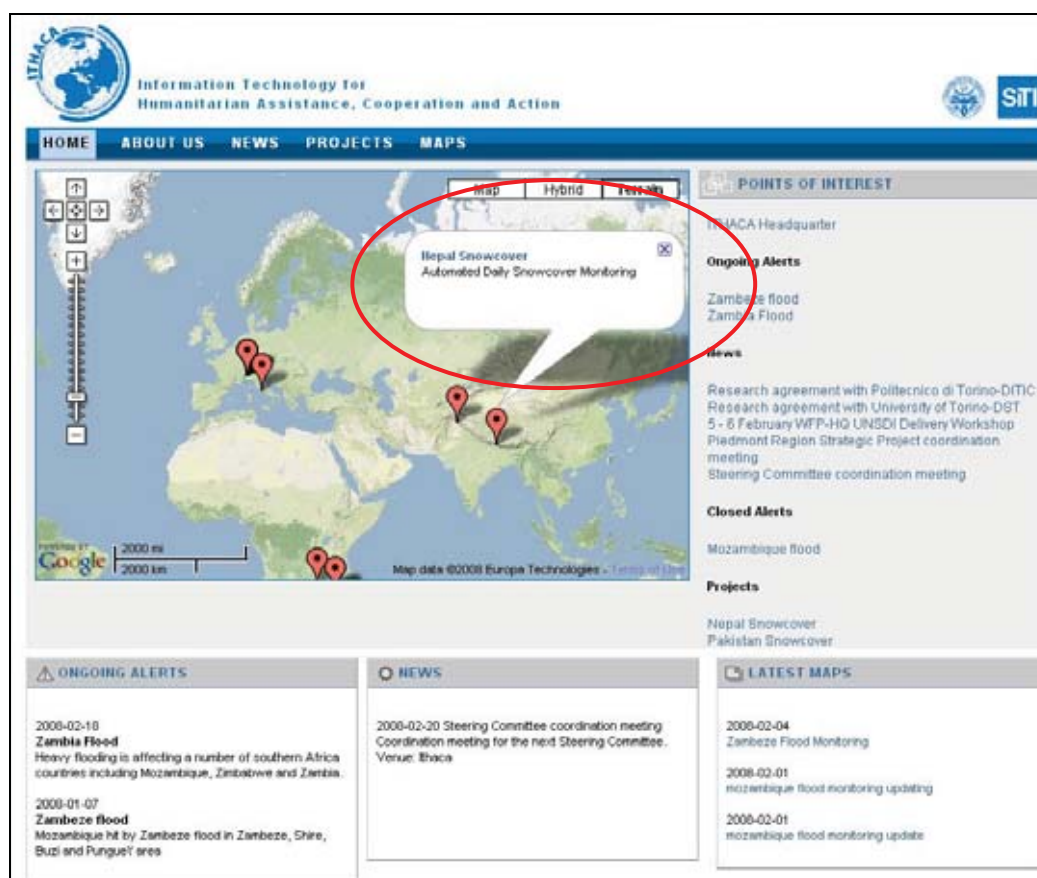 ITHACA
Information Technology for
Humanitarian Assistance, Cooperation and Action
SiTI
HOME ABOUT US NEWS PROJECTS MAPS
Map Hybrid Terrain
Nepal Snowcover
Automated Daily Snowcover Monitoring
POWERED BY
Google
2000 mi
2000 km
Map data ©2008 Europa Technologies - Terms of Use
POINTS OF INTEREST
ITHACA Headquarter
Ongoing Alerts
Zambeze flood
Zambia Flood
News
Research agreement with Politecnico di Torino-DITIC
Research agreement with University of Torino-DST
5 - 6 February WFP-HQ UNSDI Delivery Workshop
Piedmont Region Strategic Project coordination
meeting
Steering Committee coordination meeting
Closed Alerts
Mozambique flood
Projects
Nepal Snowcover
Pakistan Snowcover
ONGOING ALERTS
2008-02-18
Zambia Flood
Heavy flooding is affecting a number of southern Africa
countries including Mozambique, Zimbabwe and Zambia.
2008-01-07
Zambeze flood
Mozambique hit by Zambeze flood in Zambeze, Shire,
Buzi and Pungue\' area
NEWS
2008-02-20 Steering Committee coordination meeting
Coordination meeting for the next Steering Committee.
Venue: Ithaca
LATEST MAPS
2008-02-04
Zambeze Flood Monitoring
2008-02-01
mozambique flood monitoring updating
2008-02-01
mozambique flood monitoring update